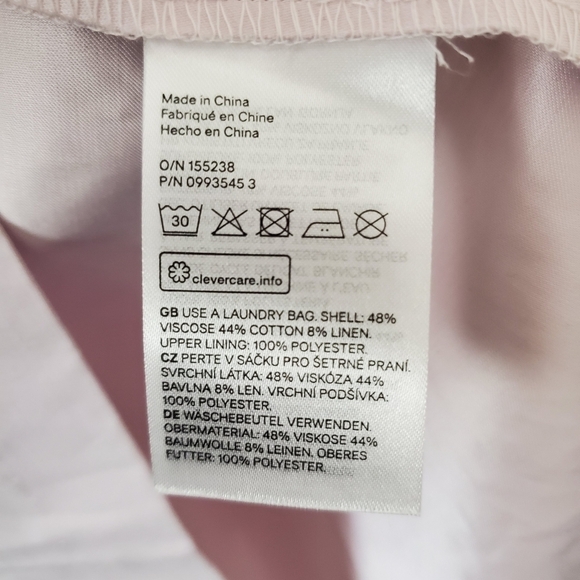 Made in China
Fabriqué en Chine
Hecho en China
O/N 155238
P/N 0993545 3
30
clevercare.info
GB USE A LAUNDRY BAG. SHELL: 48%
VISCOSE 44% COTTON 8% LINEN.
UPPER LINING: 100% POLYESTER.
CZ PERTE V SÁČKU PRO ŠETRNÉ PRANÍ.
SVRCHNÍ LÁTKA: 48% VISKÓZA 44%
BAVLNA 8% LEN. VRCHNÍ PODŠÍVKA:
100% POLYESTER.
DE WÄSCHEBEUTEL VERWENDEN.
OBERMATERIAL: 48% VISKOSE 44%
BAUMWOLLE 8% LEINEN. OBERES
FUTTER: 100% POLYESTER.